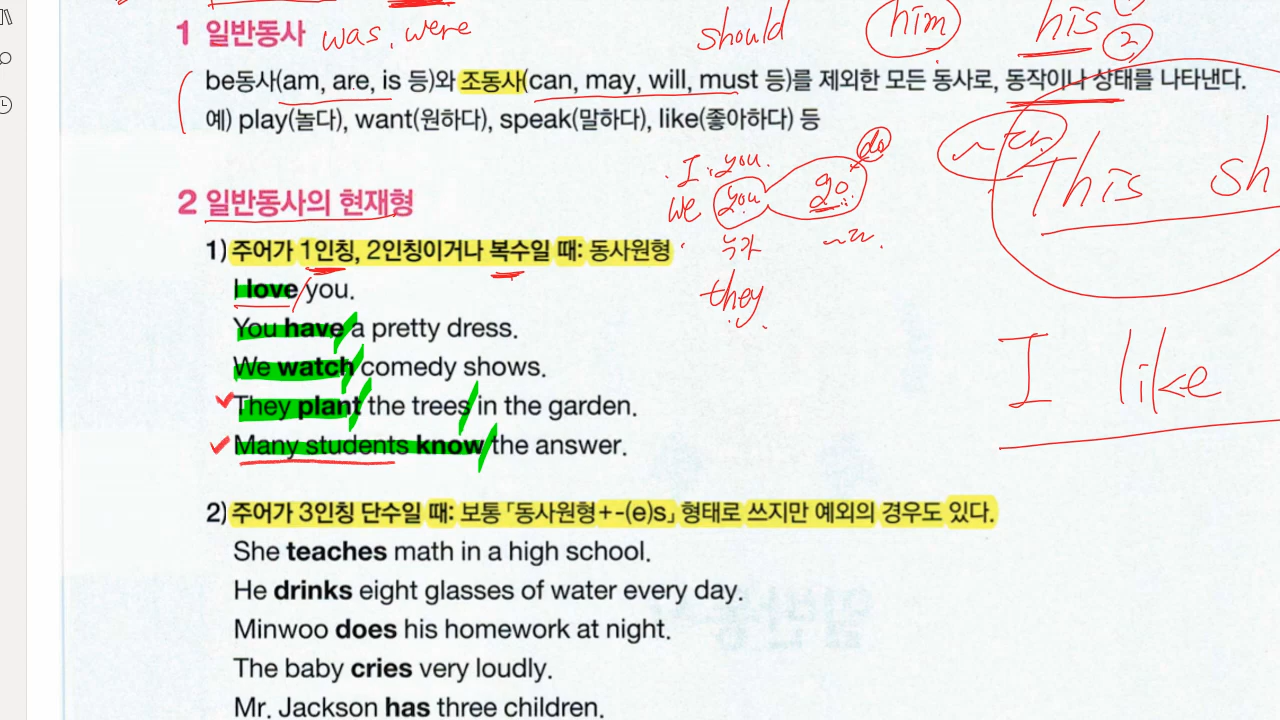 should him his ①
1 일반동사 was, were ②
be동사(am, are, is 등)와 조동사(can, may, will, must 등)를 제외한 모든 동사로, 동작이나 상태를 나타낸다.
예) play(놀다), want(원하다), speak(말하다), like(좋아하다) 등
do
~다.
I you.
we you go
This sh
2 일반동사의 현재형
누가 ~다.
they
1) 주어가 1인칭, 2인칭이거나 복수일 때: 동사원형
I love you.
You have a pretty dress.
We watch comedy shows.
I like
They plant the trees in the garden.
Many students know the answer.
2) 주어가 3인칭 단수일 때: 보통 「동사원형+-(e)s」 형태로 쓰지만 예외의 경우도 있다.
She teaches math in a high school.
He drinks eight glasses of water every day.
Minwoo does his homework at night.
The baby cries very loudly.
Mr. Jackson has three children.